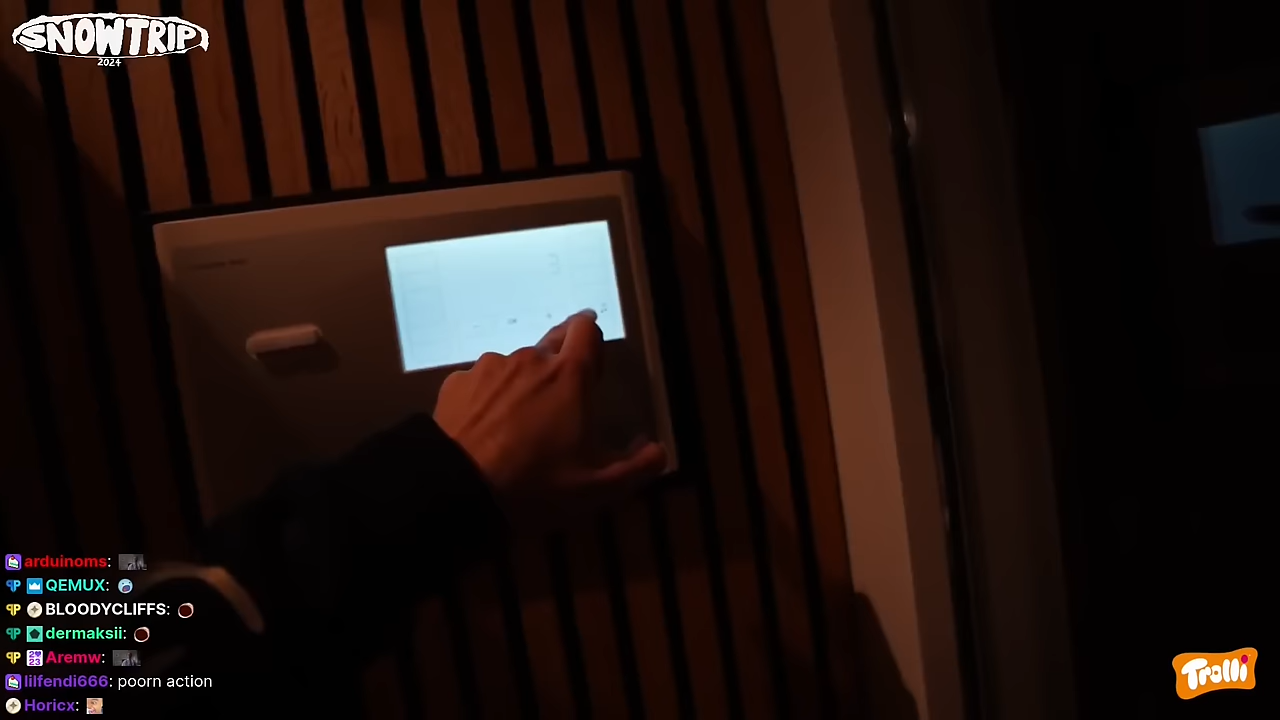 SNOWTRIP
2024
arduinoms:
QEMUX:
BLOODYCLIFFS:
dermaksii:
Aremw:
lilfendi666: poorn action
Horicx:
Trolli